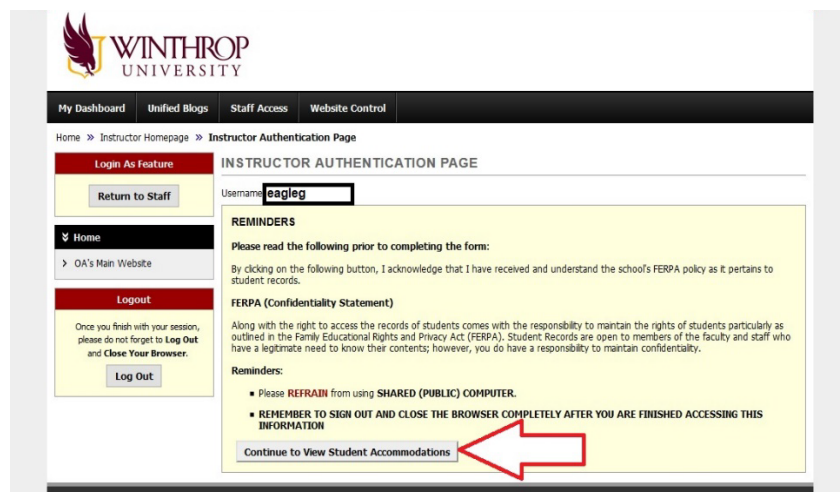 WINTHROP
UNIVERSITY
My Dashboard Unified Blogs Staff Access Website Control
Home » Instructor Homepage » Instructor Authentication Page
Login As Feature
Return to Staff
Home
OA's Main Website
Logout
Once you finish with your session,
please do not forget to Log Out
and Close Your Browser.
Log Out
INSTRUCTOR AUTHENTICATION PAGE
Username eagleg
REMINDERS
Please read the following prior to completing the form:
By clicking on the following button, I acknowledge that I have received and understand the school's FERPA policy as it pertains to
student records.
FERPA (Confidentiality Statement)
Along with the right to access the records of students comes with the responsibility to maintain the rights of students particularly as
outlined in the Family Educational Rights and Privacy Act (FERPA). Student Records are open to members of the faculty and staff who
have a legitimate need to know their contents; however, you do have a responsibility to maintain confidentiality.
Reminders:
▪ Please REFRAIN from using SHARED (PUBLIC) COMPUTER.
▪ REMEMBER TO SIGN OUT AND CLOSE THE BROWSER COMPLETELY AFTER YOU ARE FINISHED ACCESSING THIS
INFORMATION
Continue to View Student Accommodations